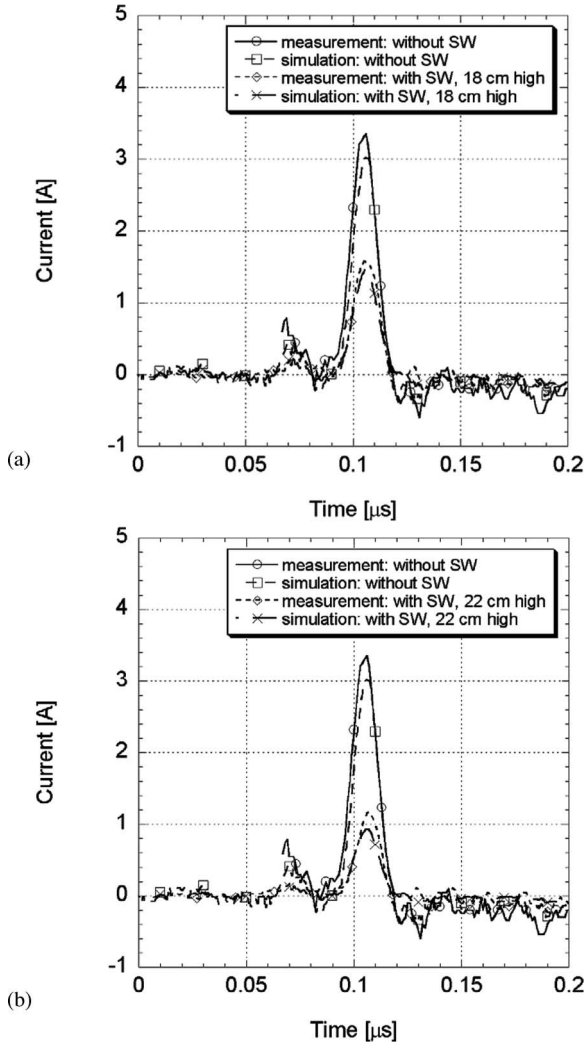 5
measurement: without SW
simulation: without SW
measurement: with SW, 18 cm high
simulation: with SW, 18 cm high
4
3
2
1
0
-1
Current [A]
0
0.05
0.1
0.15
0.2
Time [μs]
(a)
5
measurement: without SW
simulation: without SW
measurement: with SW, 22 cm high
simulation: with SW, 22 cm high
4
3
2
1
0
-1
Current [A]
0
0.05
0.1
0.15
0.2
Time [μs]
(b)